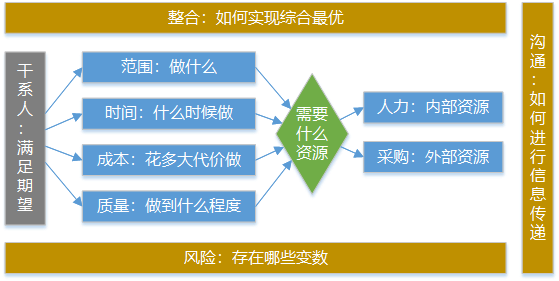 整合：如何实现综合最优
干系人：满足期望
范围：做什么
时间：什么时候做
成本：花多大代价做
质量：做到什么程度
需要
什么
资源
人力：内部资源
采购：外部资源
风险：存在哪些变数
沟通：如何进行信息传递